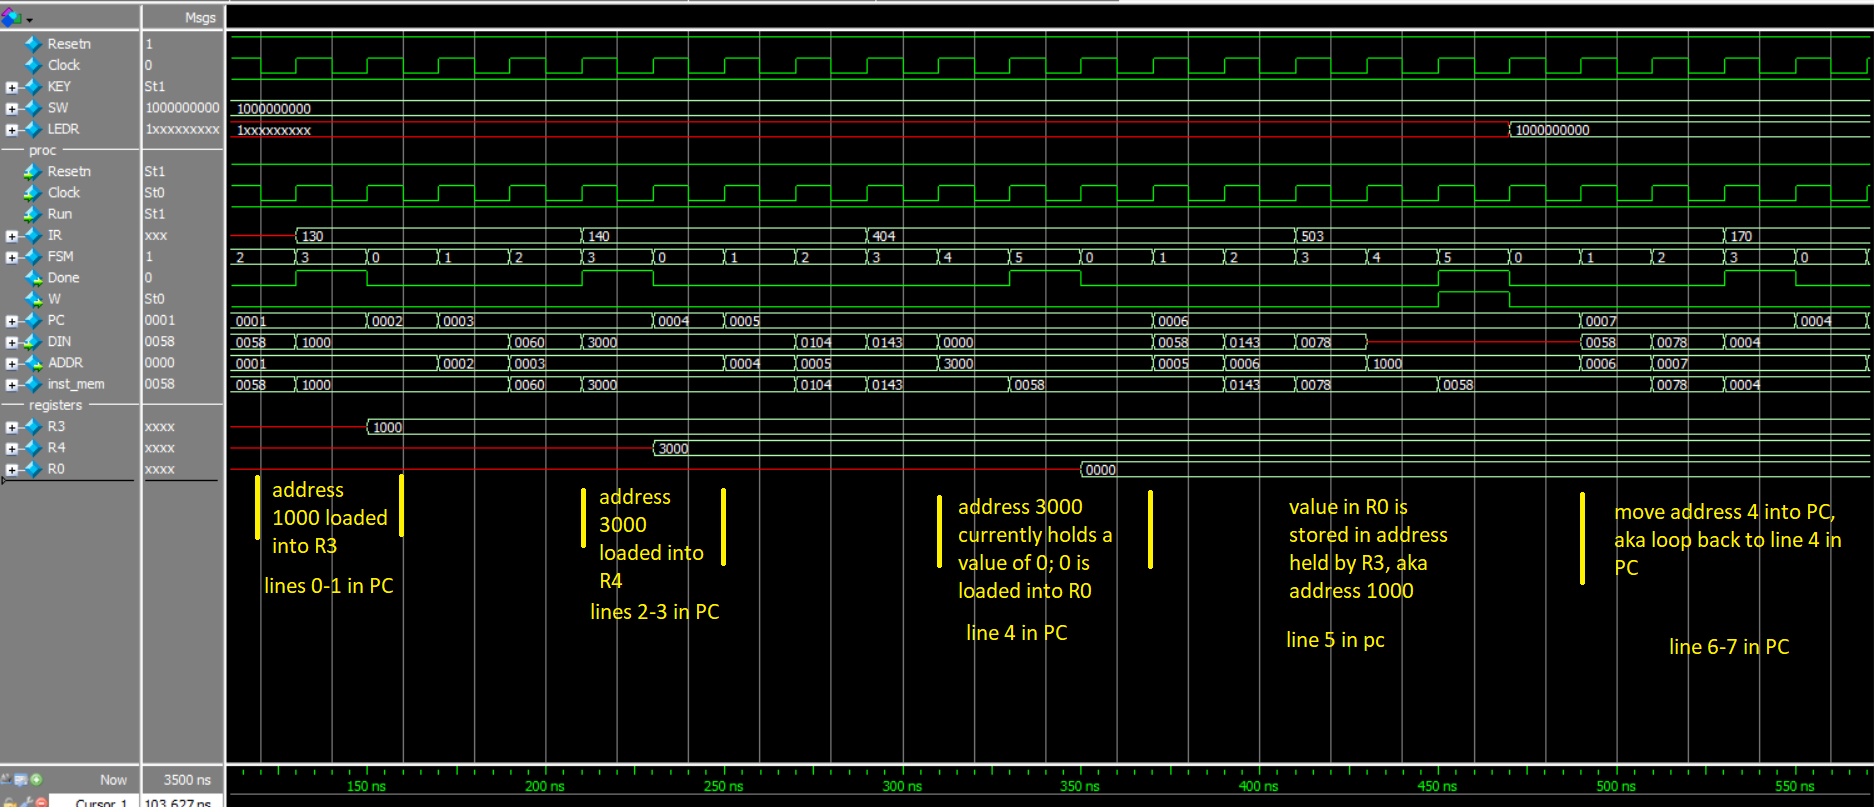 Msgs
Resetn 1
Clock 0
KEY St1
SW 1000000000 1000000000
LEDR 1xxxxxxxxx 1xxxxxxxxx 1000000000
proc
Resetn St1
Clock St0
Run St1
IR xxx 130 140 404 503 170
FSM 1 2 3 0 1 2 3 0 1 2 3 4 5 0 1 2 3 4 5 0 1 2 3 0
Done 0
W St0
PC 0001 0001 0002 0003 0004 0005 0006 0007 0004
DIN 0058 0058 1000 0060 3000 0104 0143 0000 0058 0143 0078 0058 0078 0004
ADDR 0000 0001 0002 0003 0004 0005 3000 0005 0006 1000 0006 0007
inst_mem 0058 0058 1000 0060 3000 0104 0143 0058 0143 0078 0058 0078 0004
registers
R3 xxxx 1000
R4 xxxx 3000
R0 xxxx 0000
address
1000 loaded
into R3
lines 0-1 in PC
address
3000
loaded into
R4
lines 2-3 in PC
address 3000
currently holds a
value of 0; 0 is
loaded into R0
line 4 in PC
value in R0 is
stored in address
held by R3, aka
address 1000
line 5 in pc
move address 4 into PC,
aka loop back to line 4 in
PC
line 6-7 in PC
Now 3500 ns
150 ns 200 ns 250 ns 300 ns 350 ns 400 ns 450 ns 500 ns 550 ns
Cursor 1 103.627 ns